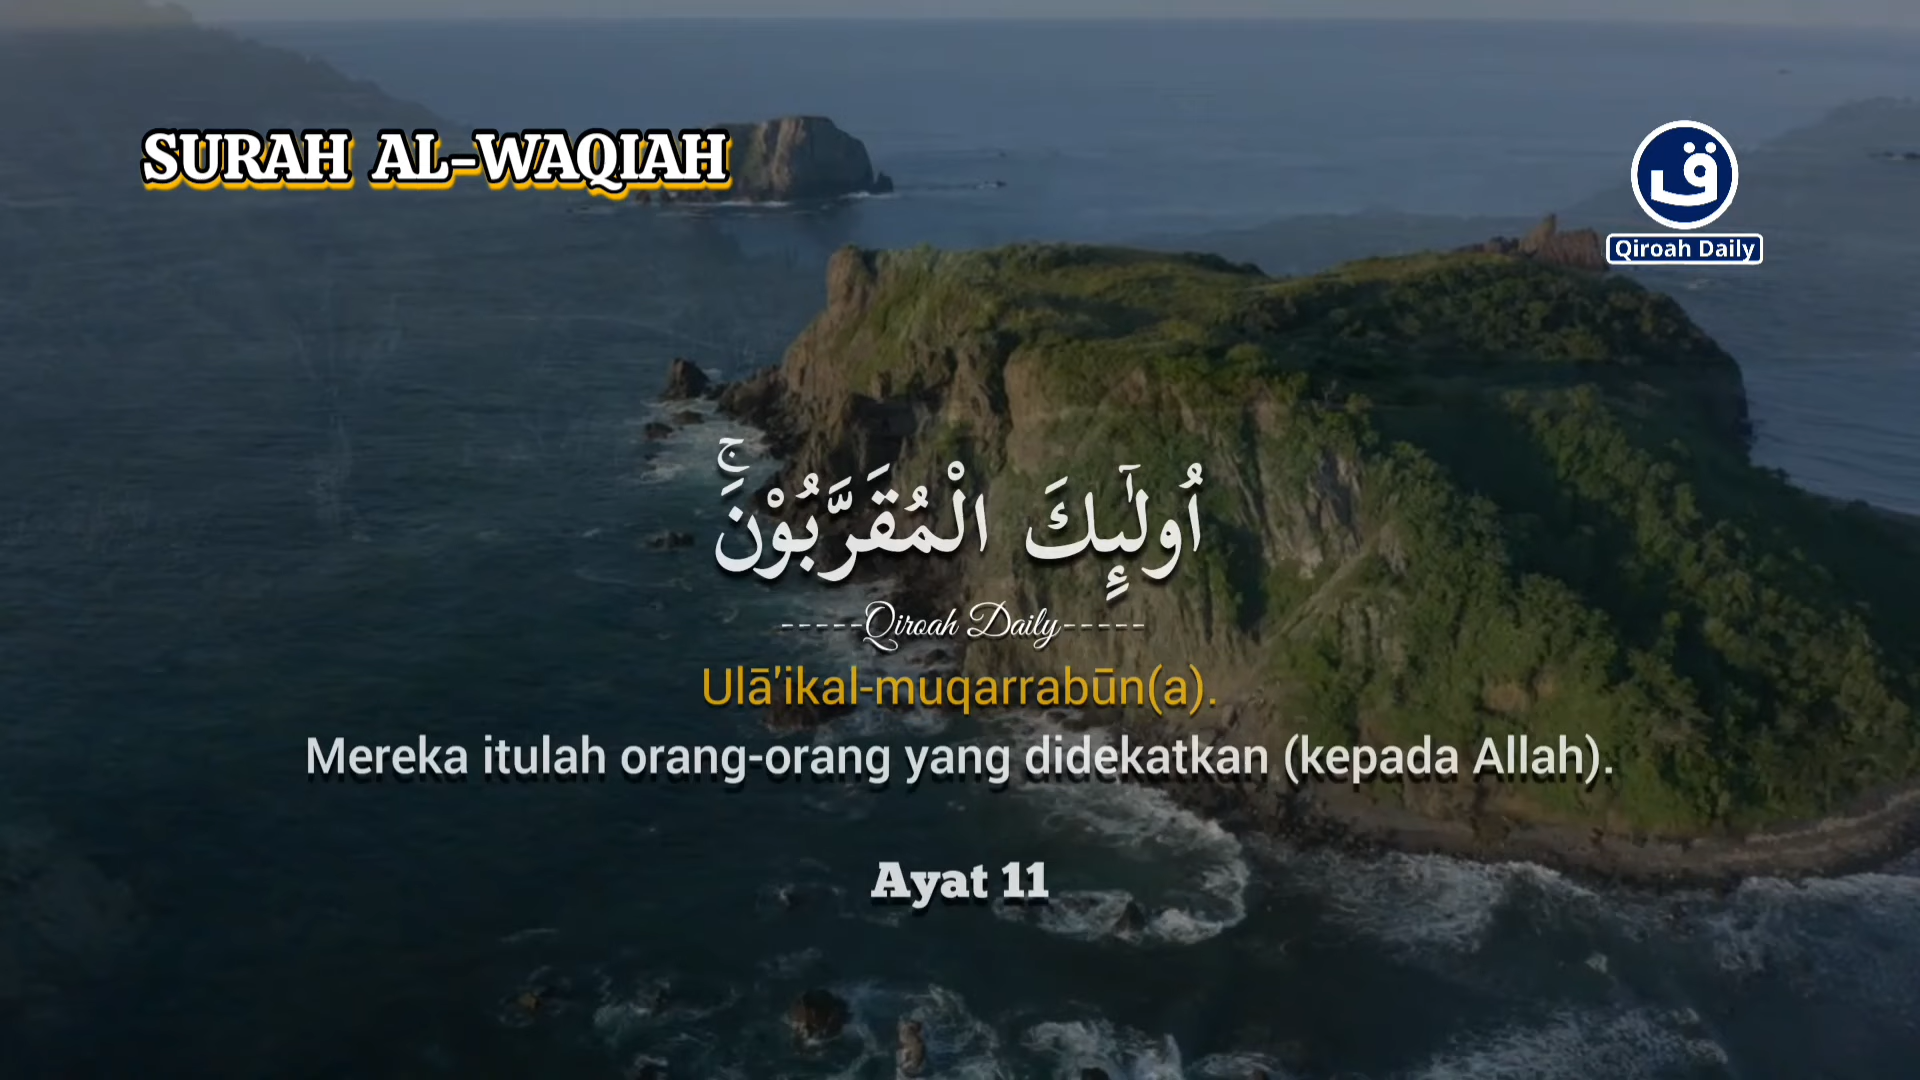 SURAH AL-WAQIAH
ق
Qiroah Daily
اُولٰۤىِٕكَ الْمُقَرَّبُوْنَۚ
-----Qiroah Daily-----
Ulā'ikal-muqarrabūn(a).
Mereka itulah orang-orang yang didekatkan (kepada Allah).
Ayat 11